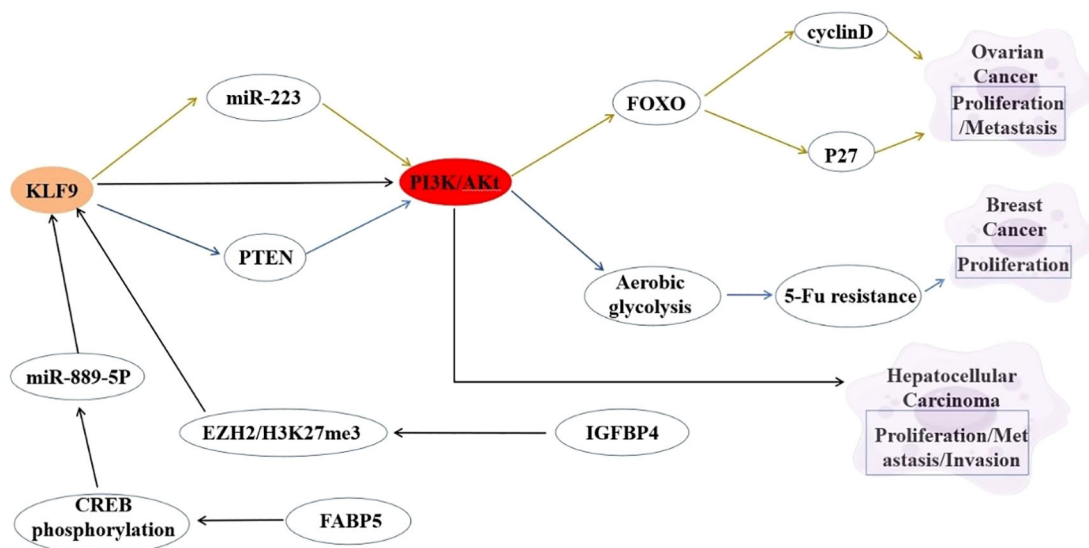 cyclinD
Ovarian
Cancer
Proliferation
/Metastasis
miR-223
FOXO
P27
KLF9
PI3K/AKt
PTEN
Breast
Cancer
Proliferation
Aerobic
glycolysis
5-Fu resistance
miR-889-5P
Hepatocellular
Carcinoma
Proliferation/Met
astasis/Invasion
EZH2/H3K27me3
IGFBP4
CREB
phosphorylation
FABP5